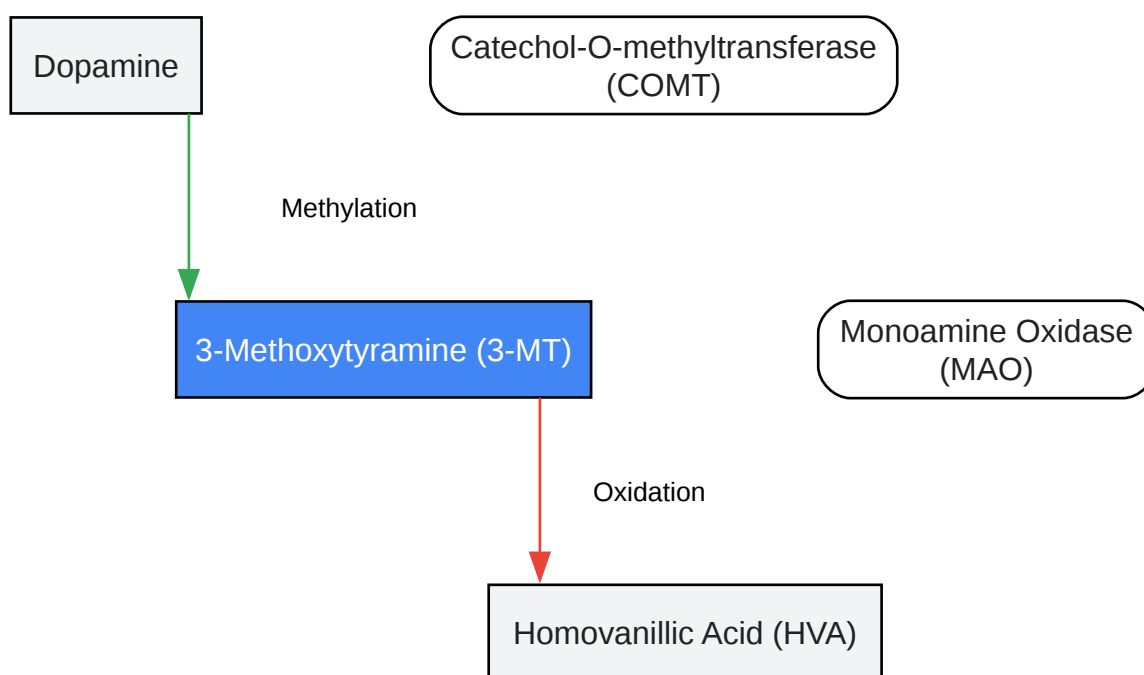 Dopamine
Catechol-O-methyltransferase
(COMT)
Methylation
3-Methoxytyramine (3-MT)
Monoamine Oxidase
(MAO)
Oxidation
Homovanillic Acid (HVA)